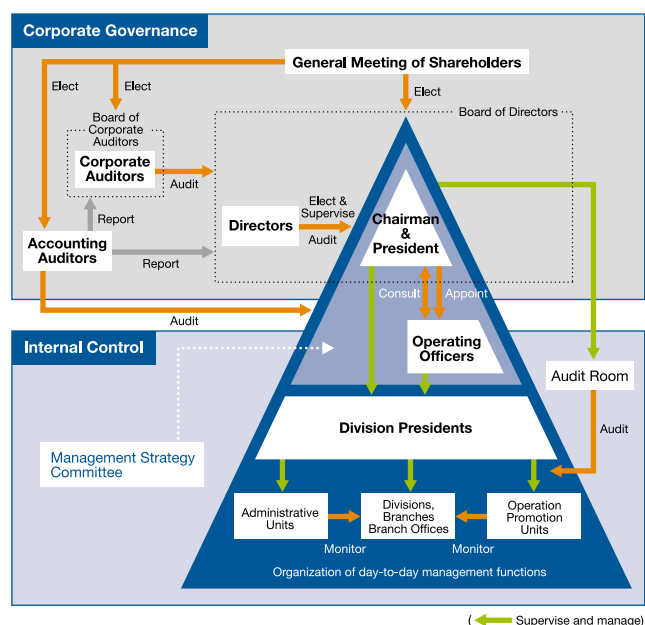 Corporate Governance
General Meeting of Shareholders
Elect
Elect
Elect
Board of
Corporate
Auditors
Board of Directors
Corporate
Auditors
Audit
Elect &
Supervise
Directors
Audit
Chairman
&
President
Report
Accounting
Auditors
Report
Consult
Appoint
Audit
Internal Control
Operating
Officers
Audit Room
Division Presidents
Audit
Management Strategy
Committee
Administrative
Units
Divisions,
Branches
Branch Offices
Operation
Promotion
Units
Monitor
Monitor
Organization of day-to-day management functions
( Supervise and manage)